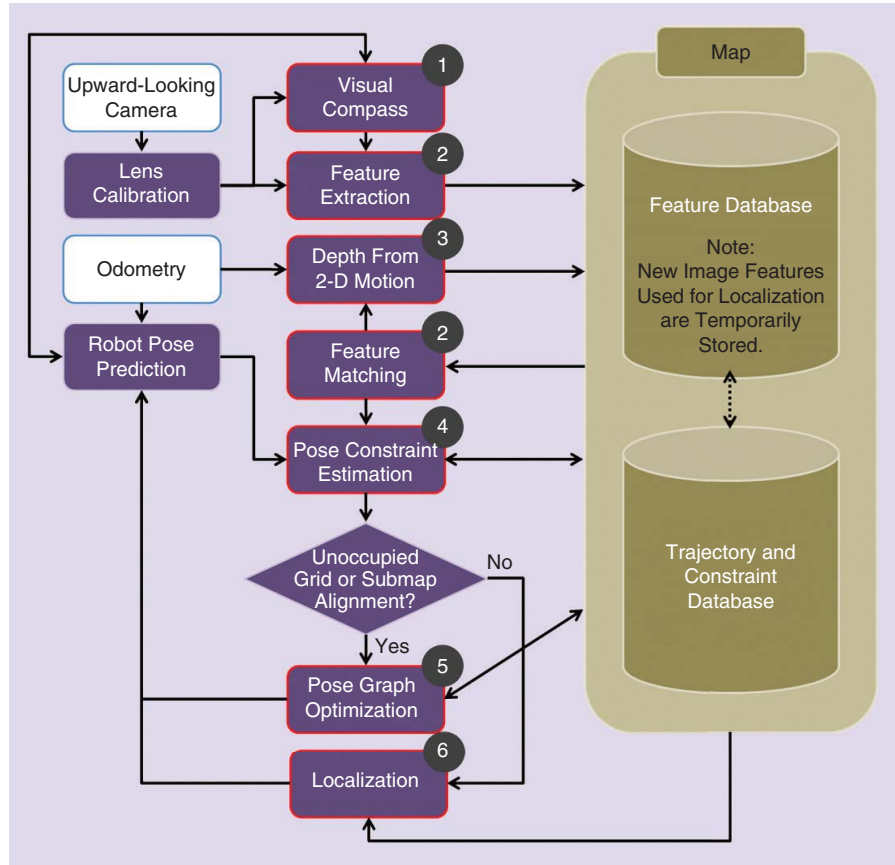 Map
Upward-Looking
Camera
1
Visual
Compass
Lens
Calibration
2
Feature
Extraction
Feature Database
Note:
New Image Features
Used for Localization
are Temporarily
Stored.
Odometry
3
Depth From
2-D Motion
Robot Pose
Prediction
2
Feature
Matching
4
Pose Constraint
Estimation
Unoccupied
Grid or Submap
Alignment?
No
Yes
Trajectory and
Constraint
Database
5
Pose Graph
Optimization
6
Localization